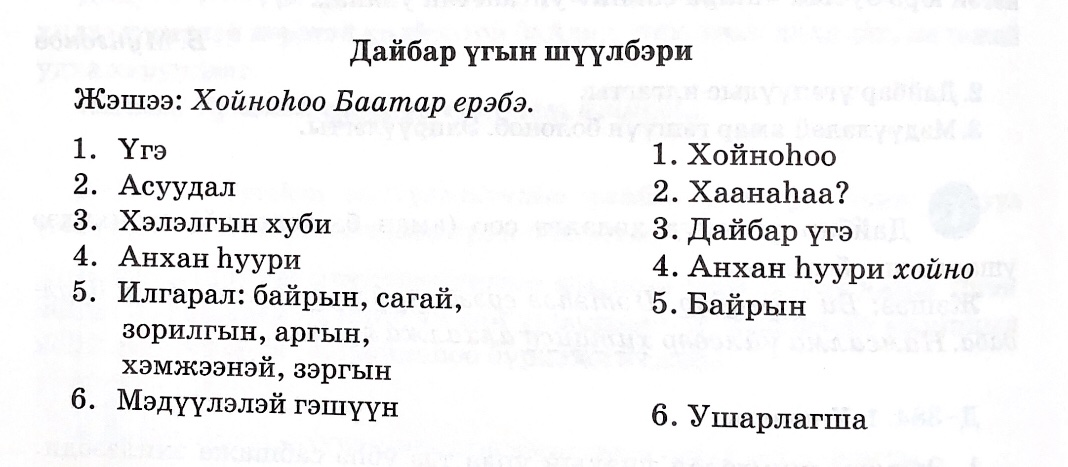 Дайбар үгын шүүлбэри
Жэшээ: Хойноһоо Баатар ерэбэ.
1. Үгэ
1. Хойноһоо
2. Асуудал
2. Хаанаһаа?
3. Хэлэлгын хуби
3. Дайбар үгэ
4. Анхан һуури
4. Анхан һуури хойно
5. Илгарал: байрын, сагай,
5. Байрын
зорилгын, аргын,
хэмжээнэй, зэргын
6. Мэдүүлэлэй гэшүүн
6. Ушарлагша